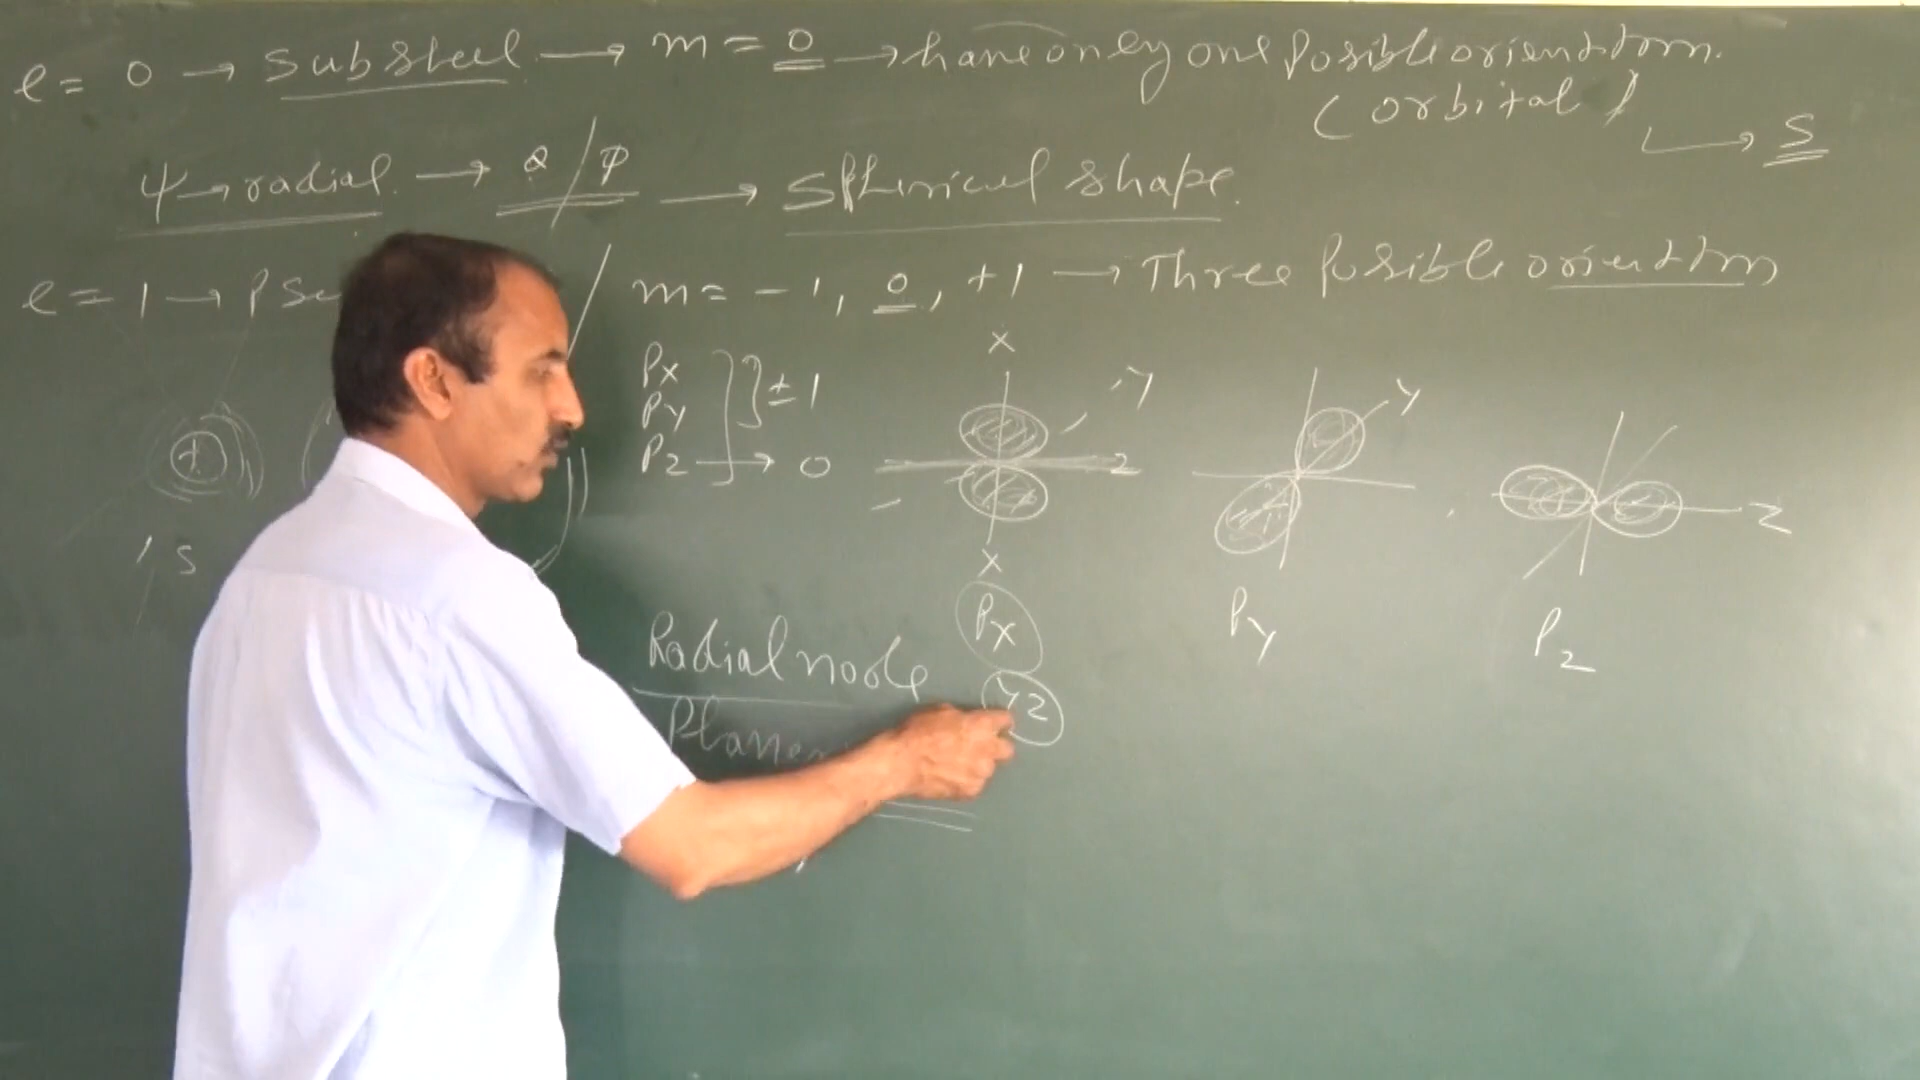 l = 0 → subshell → m = 0 → have only one possible orientation.
(orbital) → s
ψ → radial. → θ / φ → Spherical shape.
l = 1 → p m = -1, 0, +1 → Three possible orientation
Px
Py ± 1
Pz → 0
X
Y
Z
X
Y
Z
1s
Px
Py
Pz
Radial node
YZ